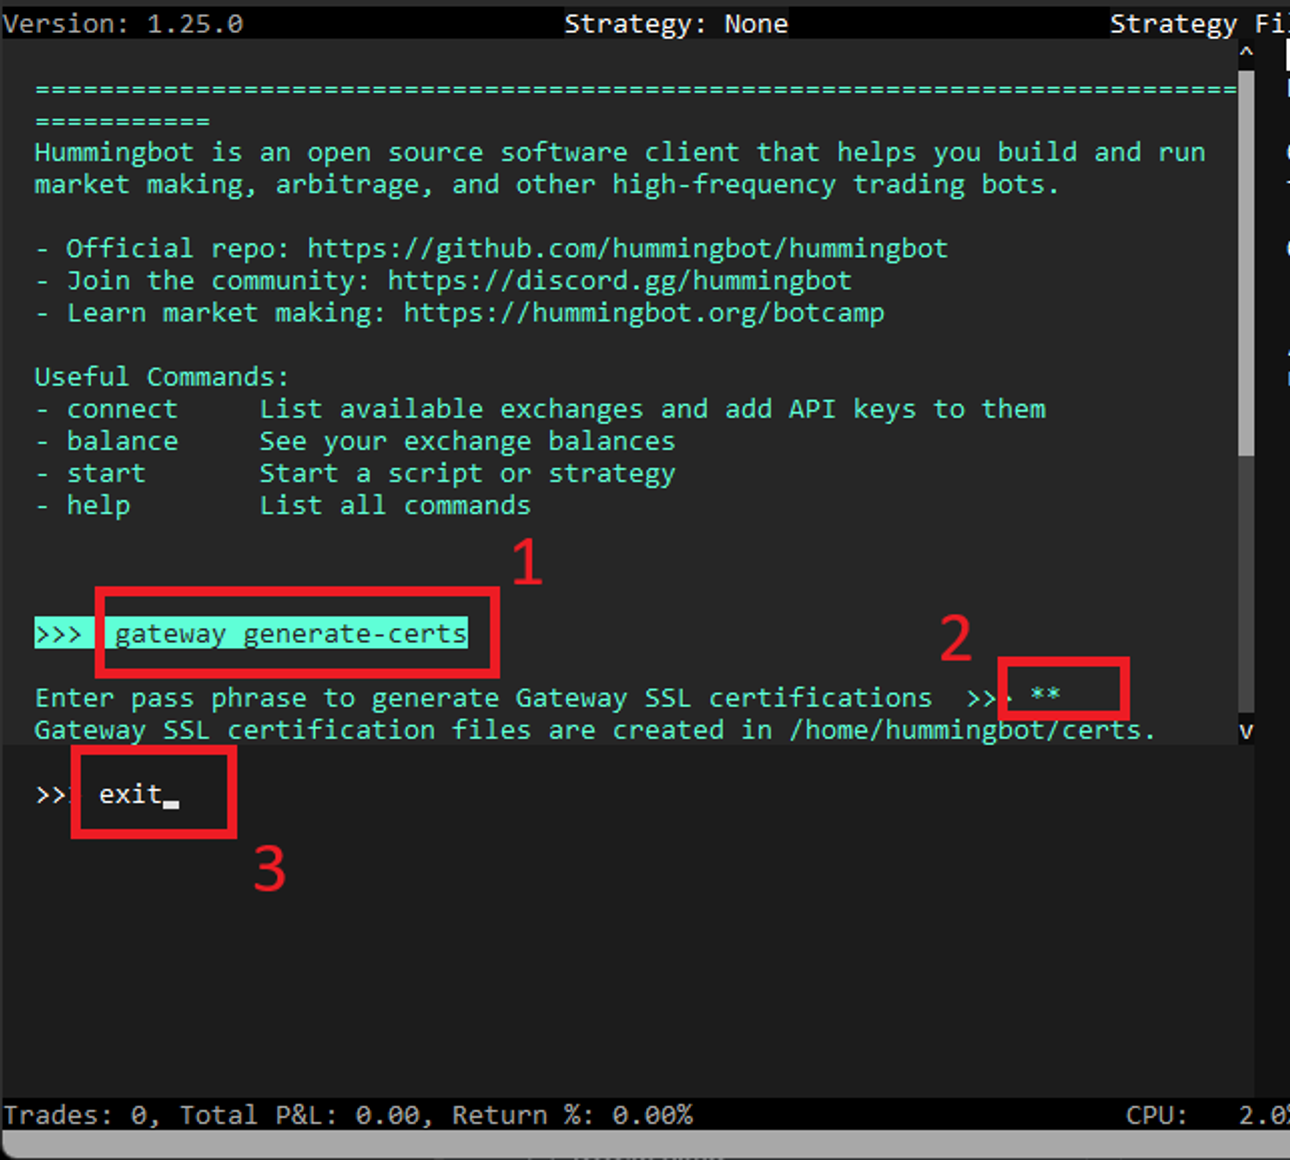 Version: 1.25.0 Strategy: None Strategy Fi
================================================================================
===========
Hummingbot is an open source software client that helps you build and run
market making, arbitrage, and other high-frequency trading bots.
- Official repo: https://github.com/hummingbot/hummingbot
- Join the community: https://discord.gg/hummingbot
- Learn market making: https://hummingbot.org/botcamp
Useful Commands:
- connect List available exchanges and add API keys to them
- balance See your exchange balances
- start Start a script or strategy
- help List all commands
1
>>> gateway generate-certs
2
Enter pass phrase to generate Gateway SSL certifications >>> **
Gateway SSL certification files are created in /home/hummingbot/certs.
>>> exit
3
Trades: 0, Total P&L: 0.00, Return %: 0.00% CPU: 2.0%